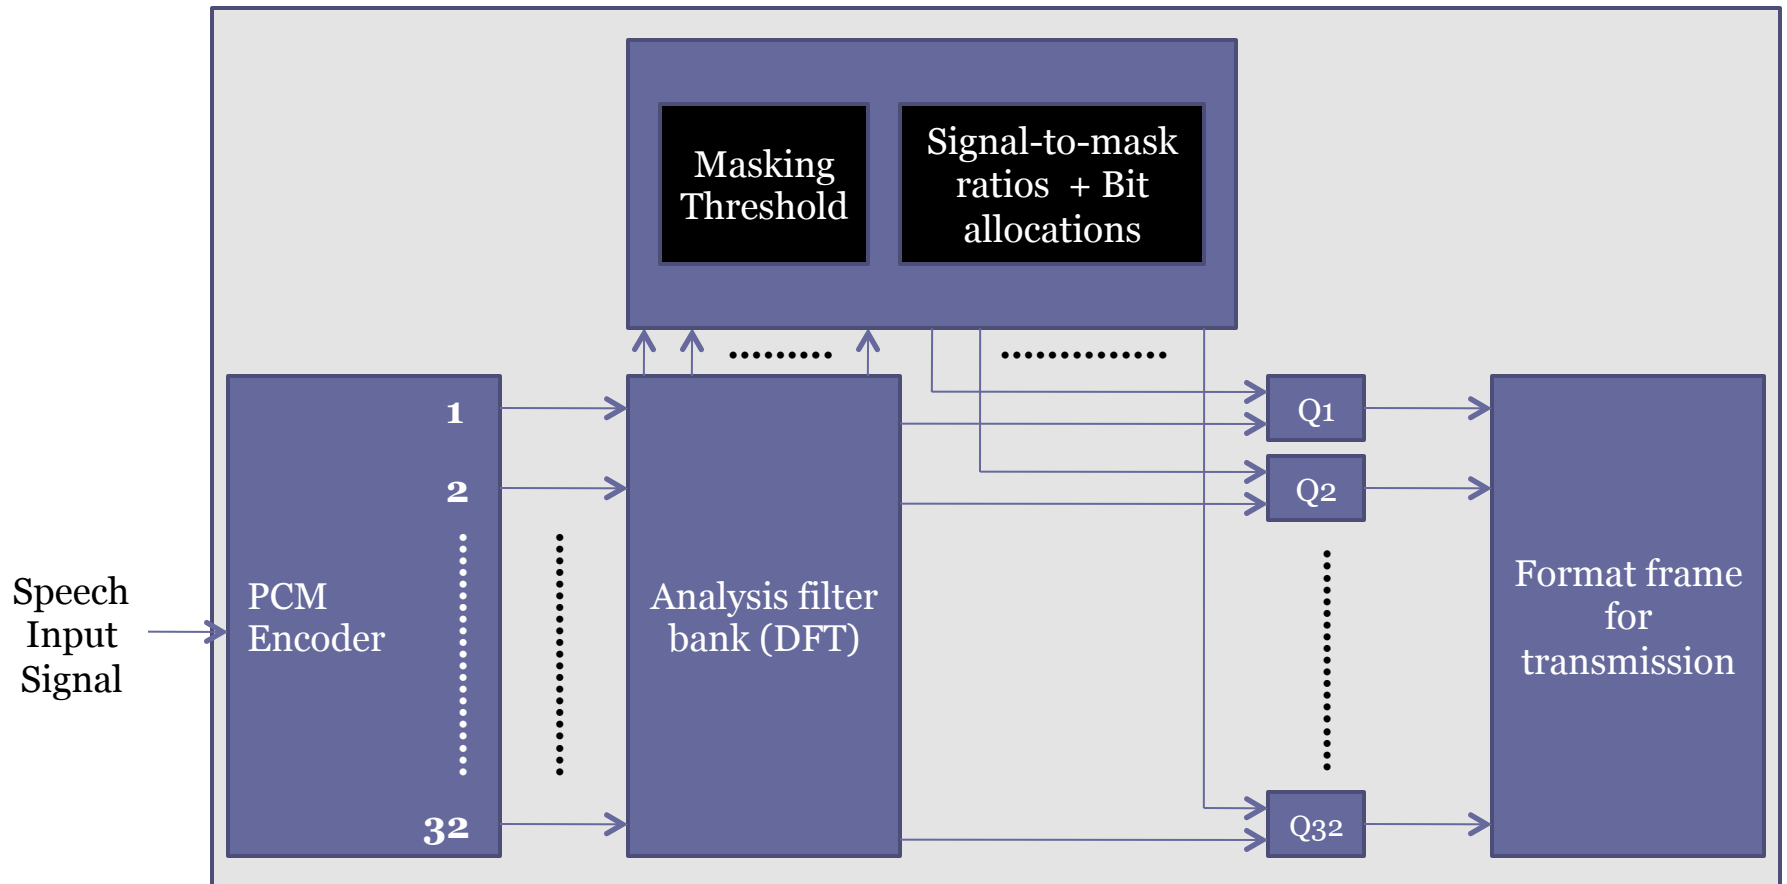 Masking
Threshold
Signal-to-mask
ratios + Bit
allocations
Speech
Input
Signal
PCM
Encoder
1
2
32
Analysis filter
bank (DFT)
Q1
Q2
Q32
Format frame
for
transmission